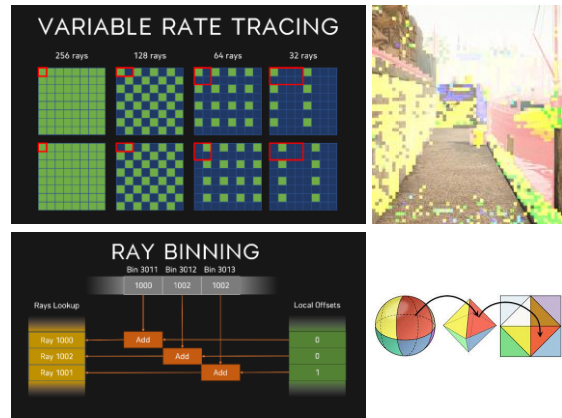 VARIABLE RATE TRACING
256 rays 128 rays 64 rays 32 rays
RAY BINNING
Bin 3011 Bin 3012 Bin 3013
1000 1002 1002
Rays Lookup Local Offsets
Ray 1000 Add 0
Ray 1002 Add 0
Ray 1001 Add 1